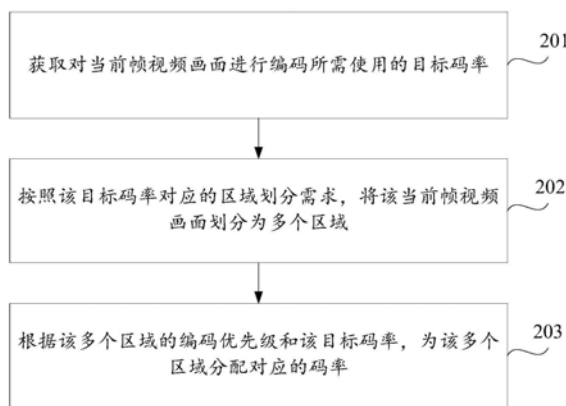 获取对当前帧视频画面进行编码所需使用的目标码率
201
按照该目标码率对应的区域划分需求，将该当前帧视频
画面划分为多个区域
202
根据该多个区域的编码优先级和该目标码率，为该多个
区域分配对应的码率
203